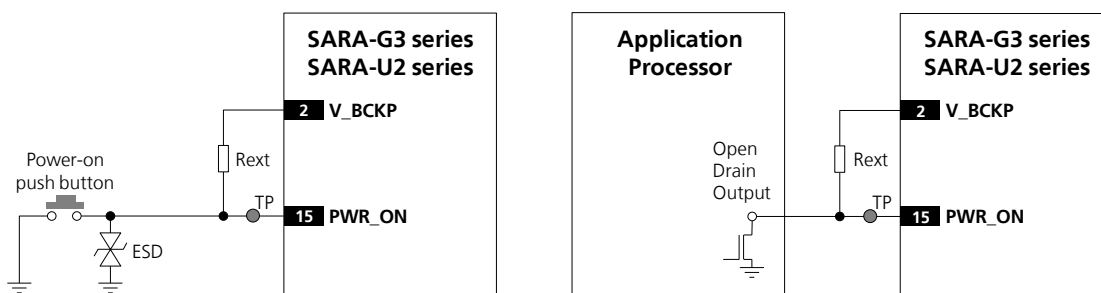 SARA-G3 series
SARA-U2 series
2 V_BCKP
Rext
Power-on
push button
TP
15 PWR_ON
ESD
Application
Processor
Open
Drain
Output
SARA-G3 series
SARA-U2 series
2 V_BCKP
Rext
TP
15 PWR_ON